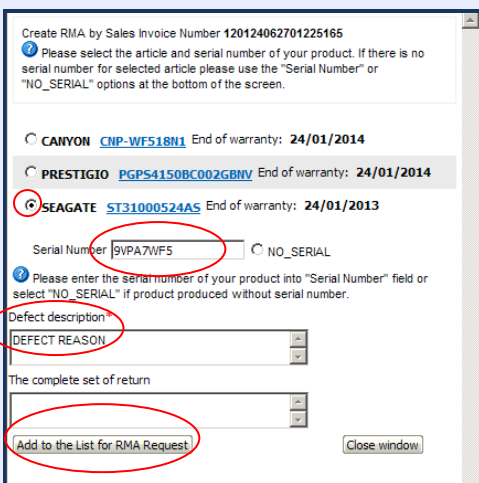 Create RMA by Sales Invoice Number 120124062701225165
Please select the article and serial number of your product. If there is no
serial number for selected article please use the "Serial Number" or
"NO_SERIAL" options at the bottom of the screen.
CANYON CNP-WF518N1 End of warranty: 24/01/2014
PRESTIGIO PGPS4150BC002GBNV End of warranty: 24/01/2014
SEAGATE ST31000524AS End of warranty: 24/01/2013
Serial Number 9VPA7WF5 NO_SERIAL
Please enter the serial number of your product into "Serial Number" field or
select "NO_SERIAL" if product produced without serial number.
Defect description*
DEFECT REASON
The complete set of return
Add to the List for RMA Request Close window